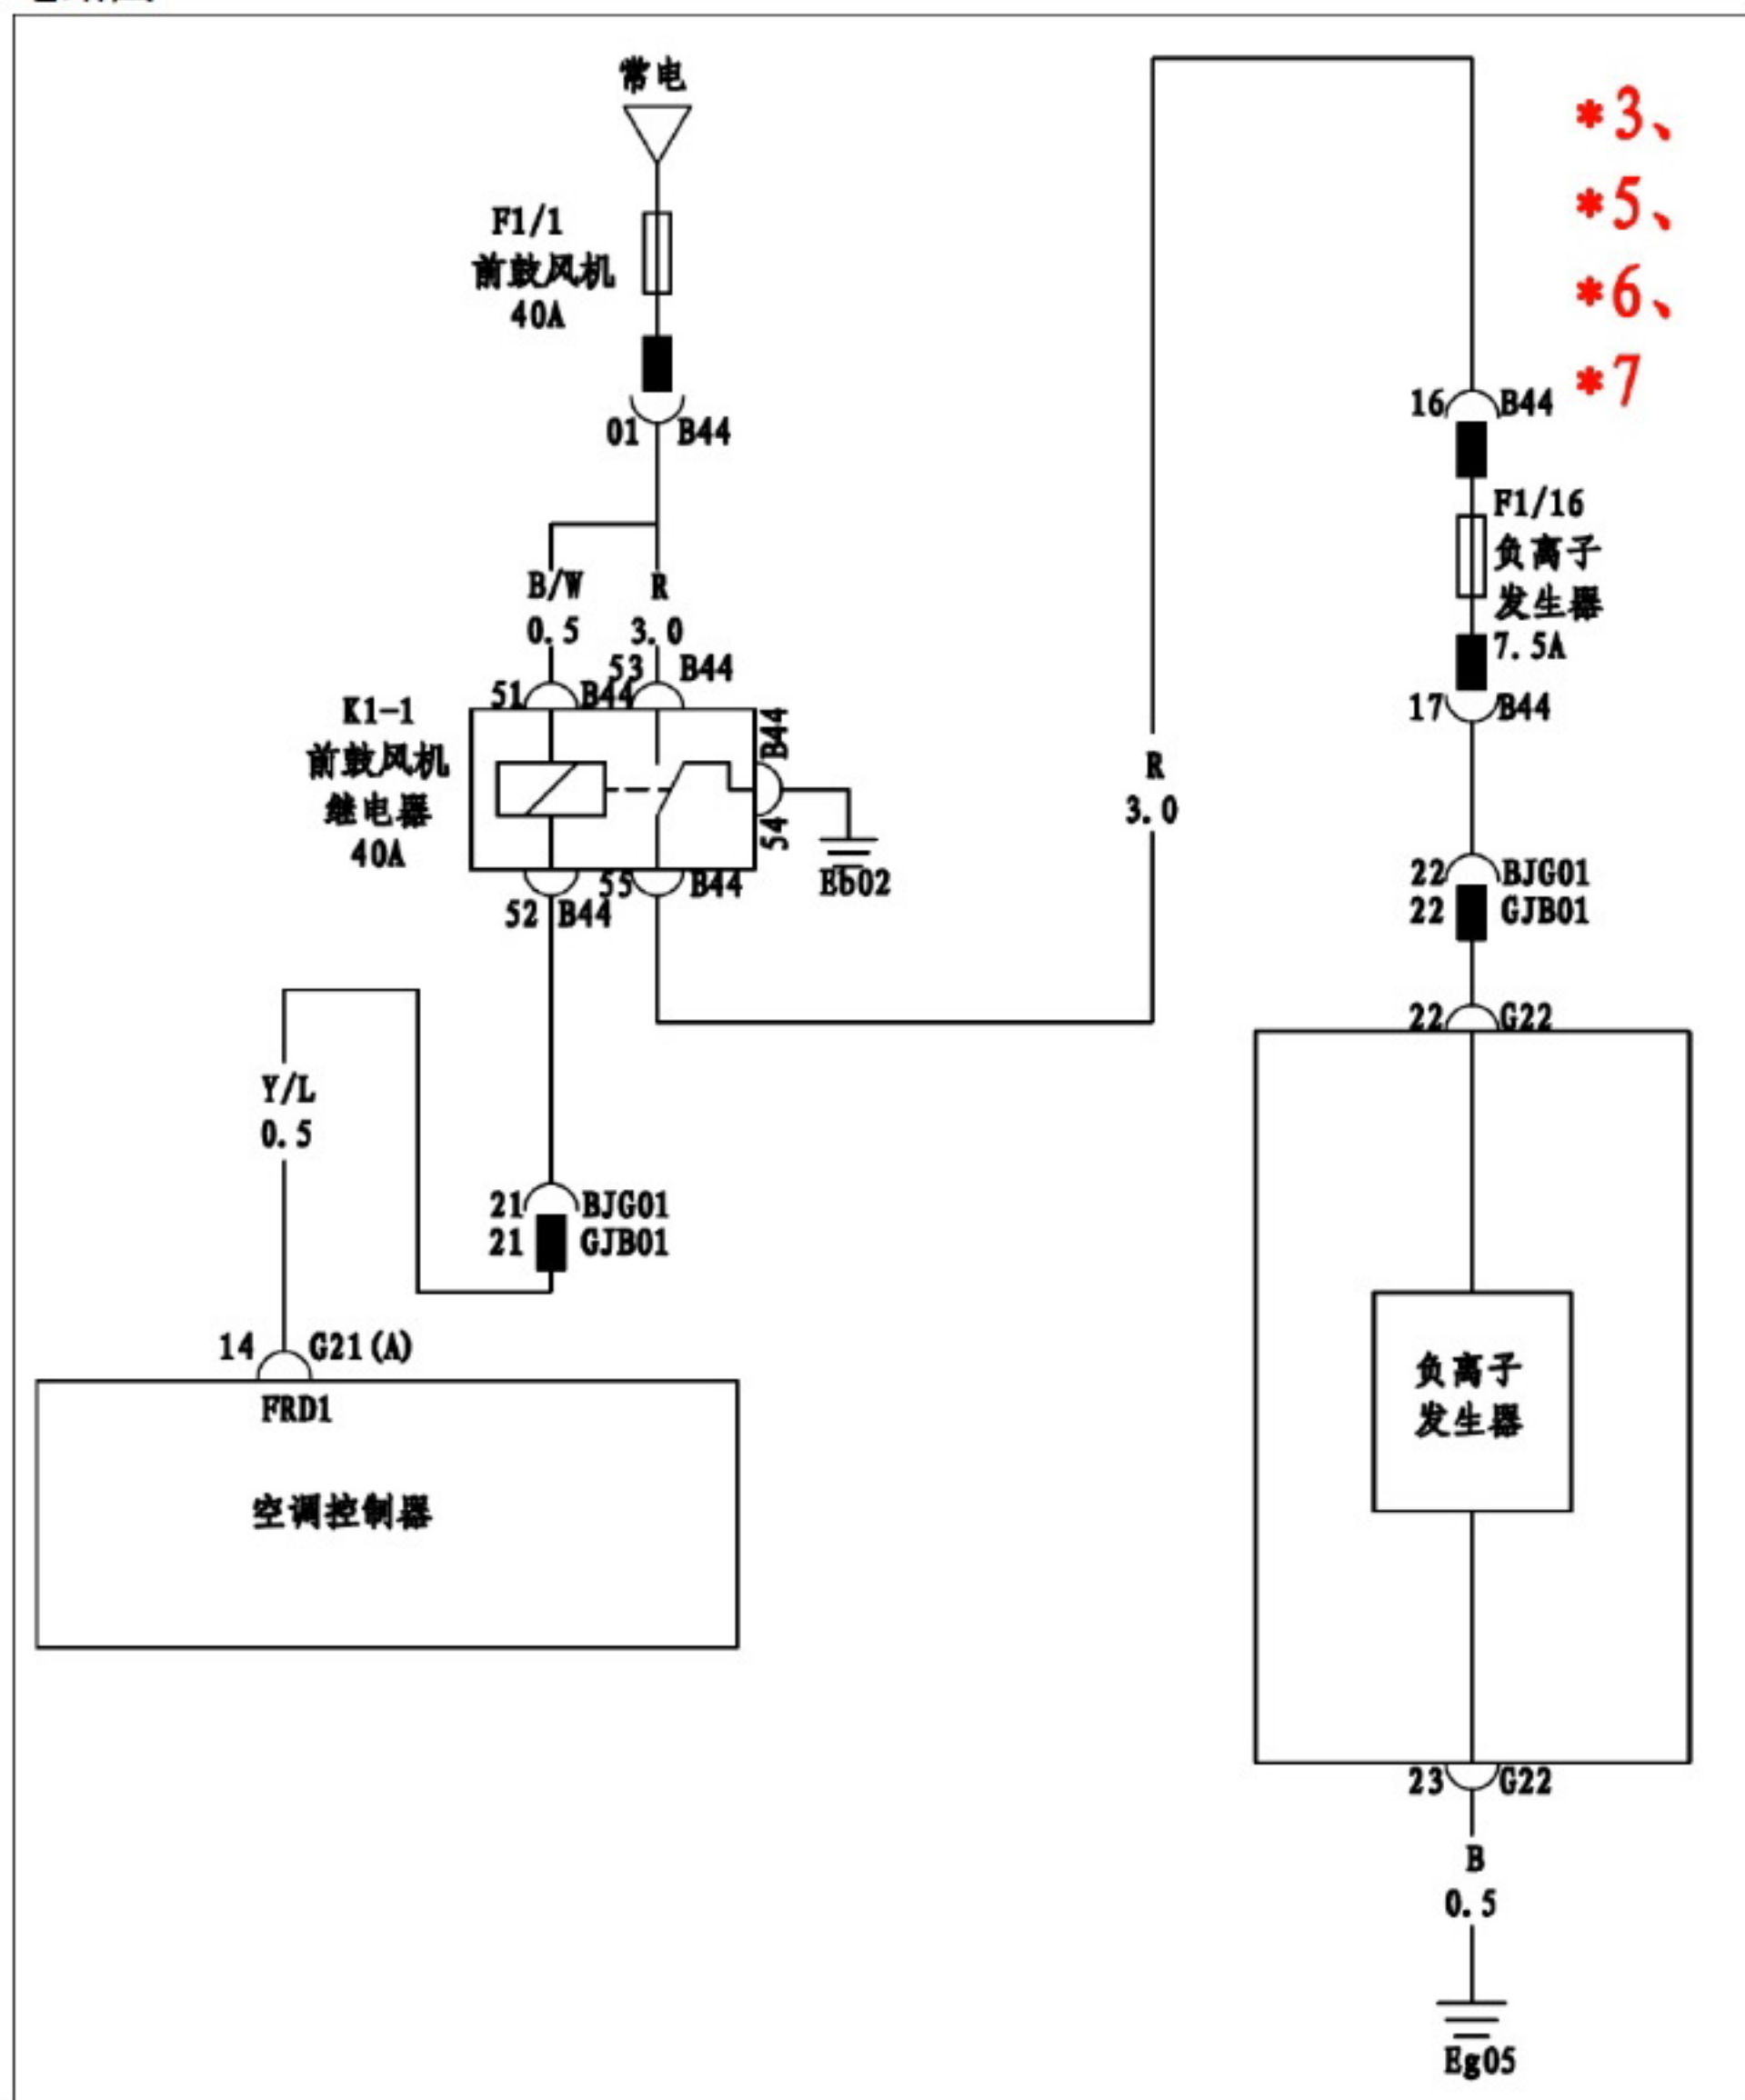 常电
F1/1
前鼓风机
40A
01 B44
B/W R
0.5 3.0
53 B44
51 B44
K1-1
前鼓风机
继电器
40A
B44
54
Eb02
55 B44
52 B44
Y/L
0.5
21 BJG01
21 GJB01
14 G21(A)
FRD1
空调控制器
R
3.0
*3、
*5、
*6、
*7
16 B44
F1/16
负离子
发生器
7.5A
17 B44
22 BJG01
22 GJB01
22 G22
负离子
发生器
23 G22
B
0.5
Eg05